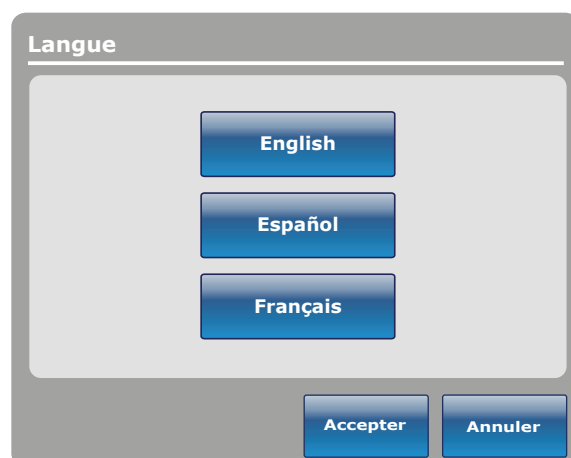 Langue
English
Español
Français
Accepter Annuler